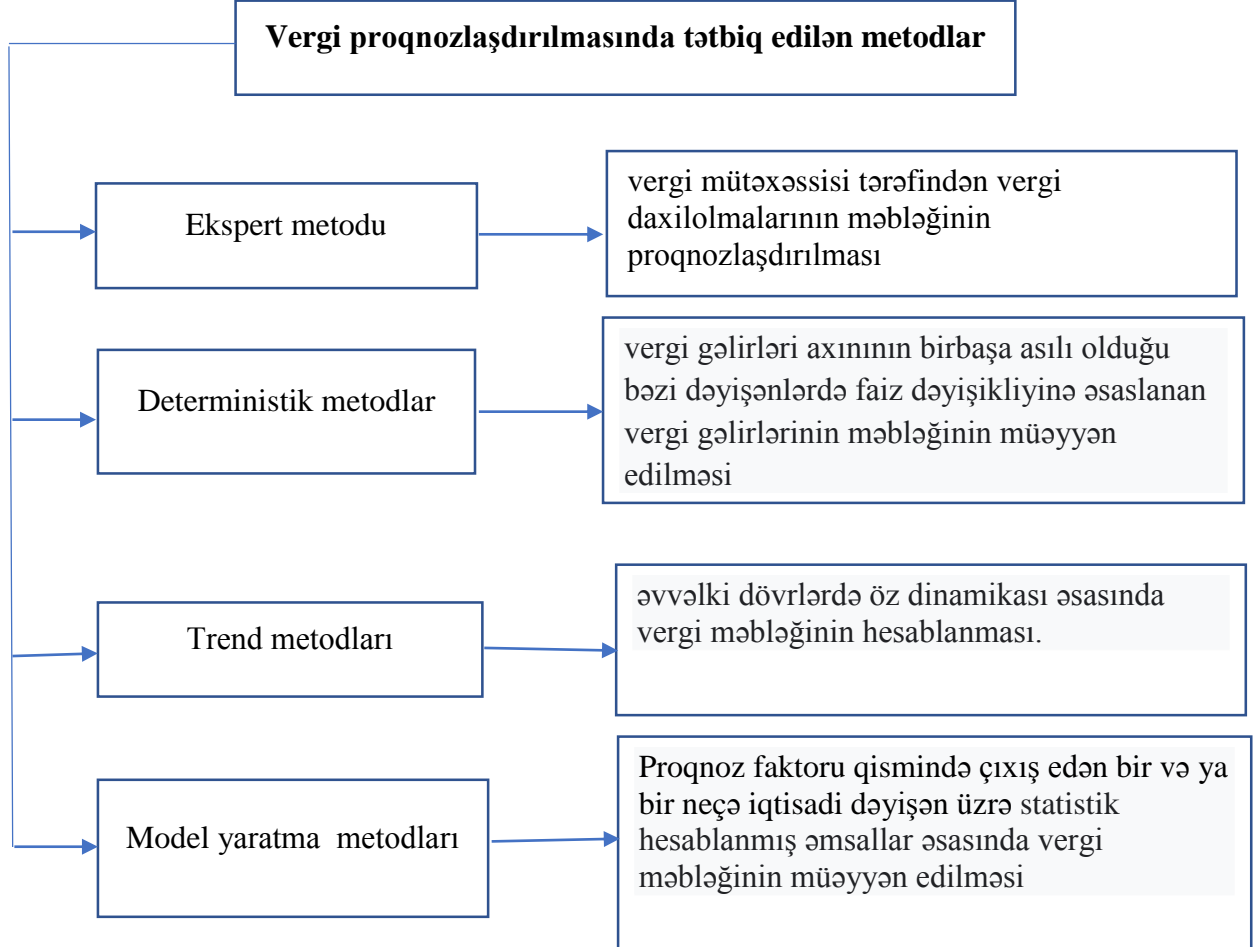 Vergi proqnozlaşdırılmasında tətbiq edilən metodlar
Ekspert metodu
vergi mütəxəssisi tərəfindən vergi
daxilolmalarının məbləğinin
proqnozlaşdırılması
Deterministik metodlar
vergi gəlirləri axınının birbaşa asılı olduğu
bəzi dəyişənlərdə faiz dəyişikliyinə əsaslanan
vergi gəlirlərinin məbləğinin müəyyən
edilməsi
Trend metodları
əvvəlki dövrlərdə öz dinamikası əsasında
vergi məbləğinin hesablanması.
Model yaratma metodları
Proqnoz faktoru qismində çıxış edən bir və ya
bir neçə iqtisadi dəyişən üzrə statistik
hesablanmış əmsallar əsasında vergi
məbləğinin müəyyən edilməsi